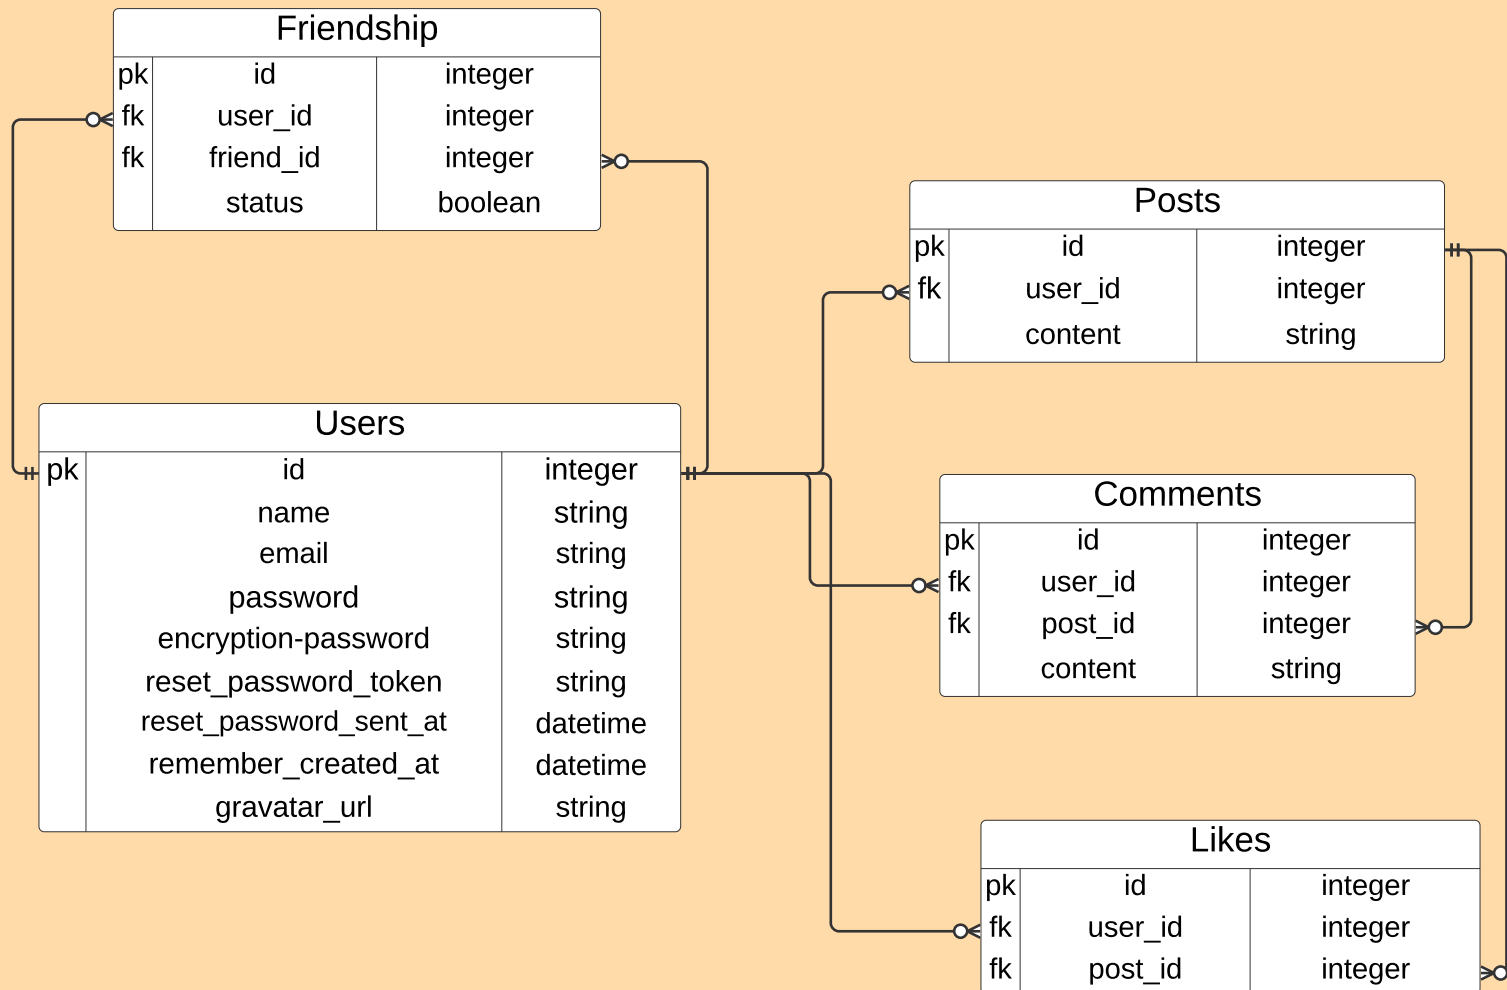 Friendship
pk id integer
fk user_id integer
fk friend_id integer
status boolean
Posts
pk id integer
fk user_id integer
content string
Users
pk id integer
name string
email string
password string
encryption-password string
reset_password_token string
reset_password_sent_at datetime
remember_created_at datetime
gravatar_url string
Comments
pk id integer
fk user_id integer
fk post_id integer
content string
Likes
pk id integer
fk user_id integer
fk post_id integer